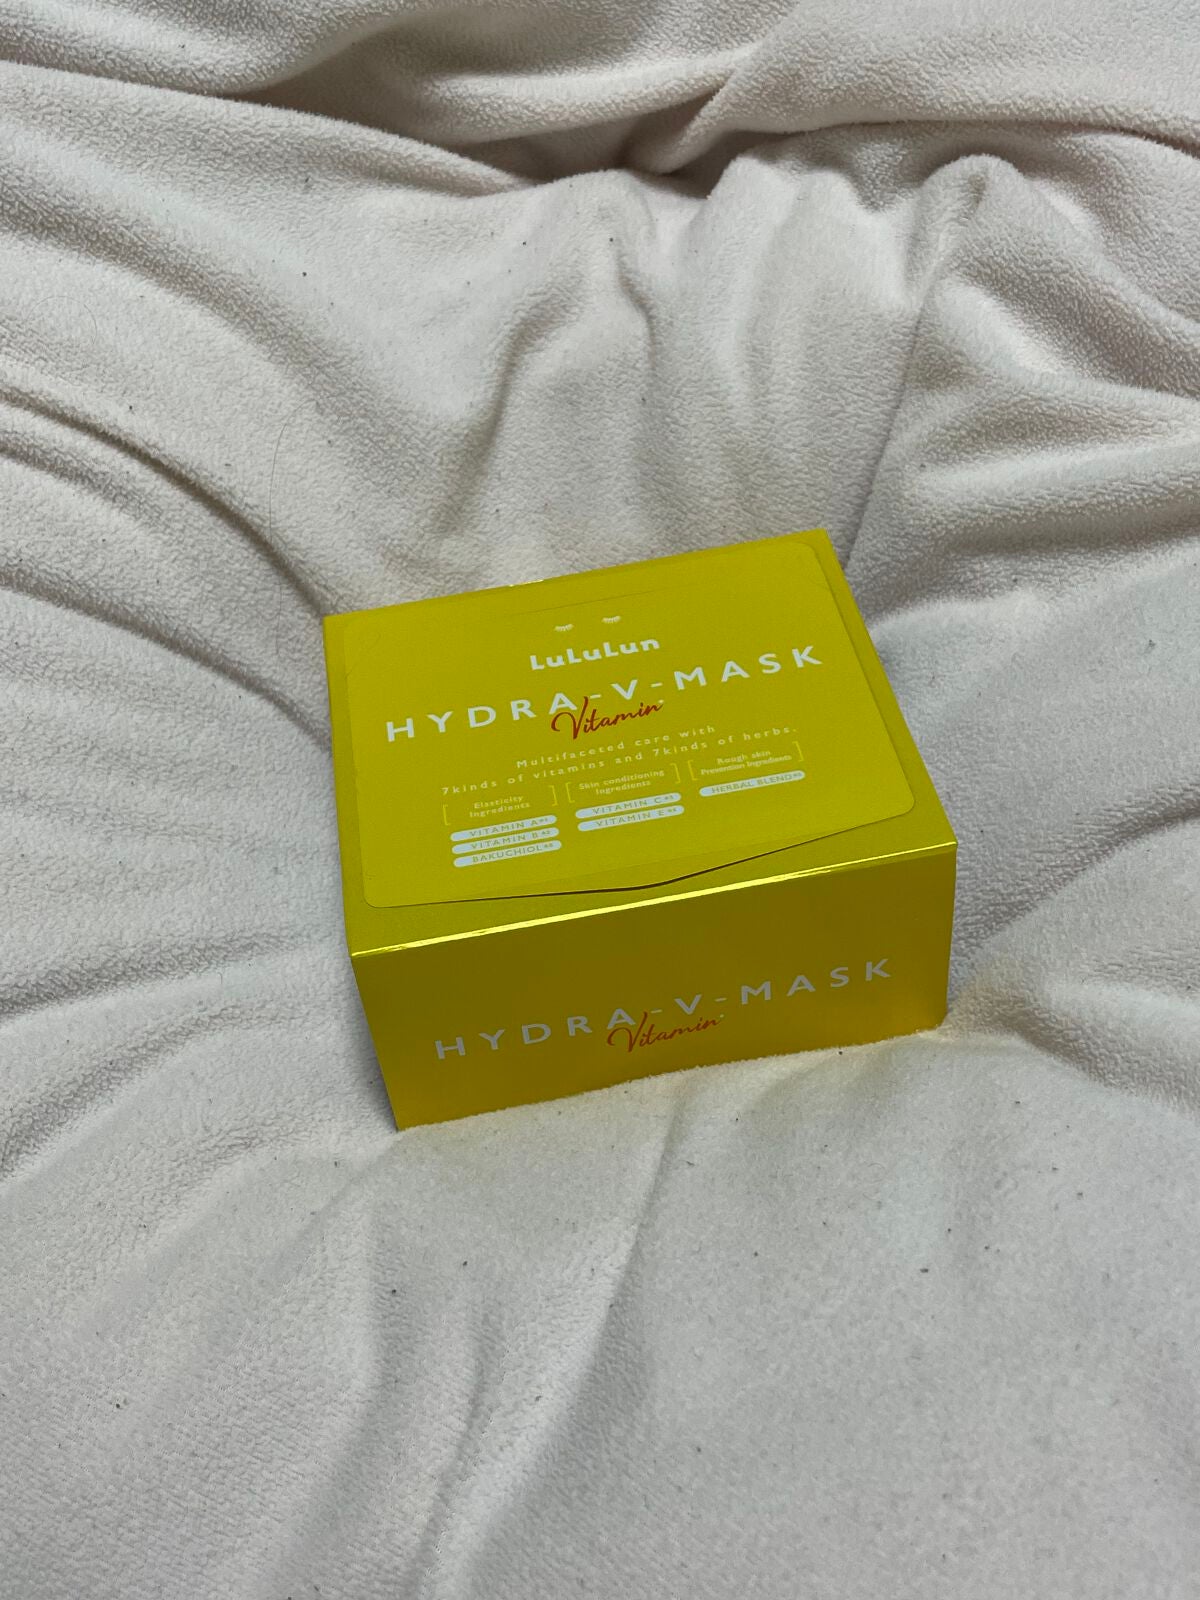 LuLuLun
HYDRA-V-MASK
Vitamin
Multifaceted care with
7kinds of vitamins and 7kinds of herbs.
Elasticity
Ingredients
VITAMIN A
VITAMIN B
BAKUCHIOL
Skin conditioning
Ingredients
VITAMIN C
VITAMIN E
Rough skin
Prevention Ingredients
HERBAL BLEND
HYDRA-V-MASK
Vitamin